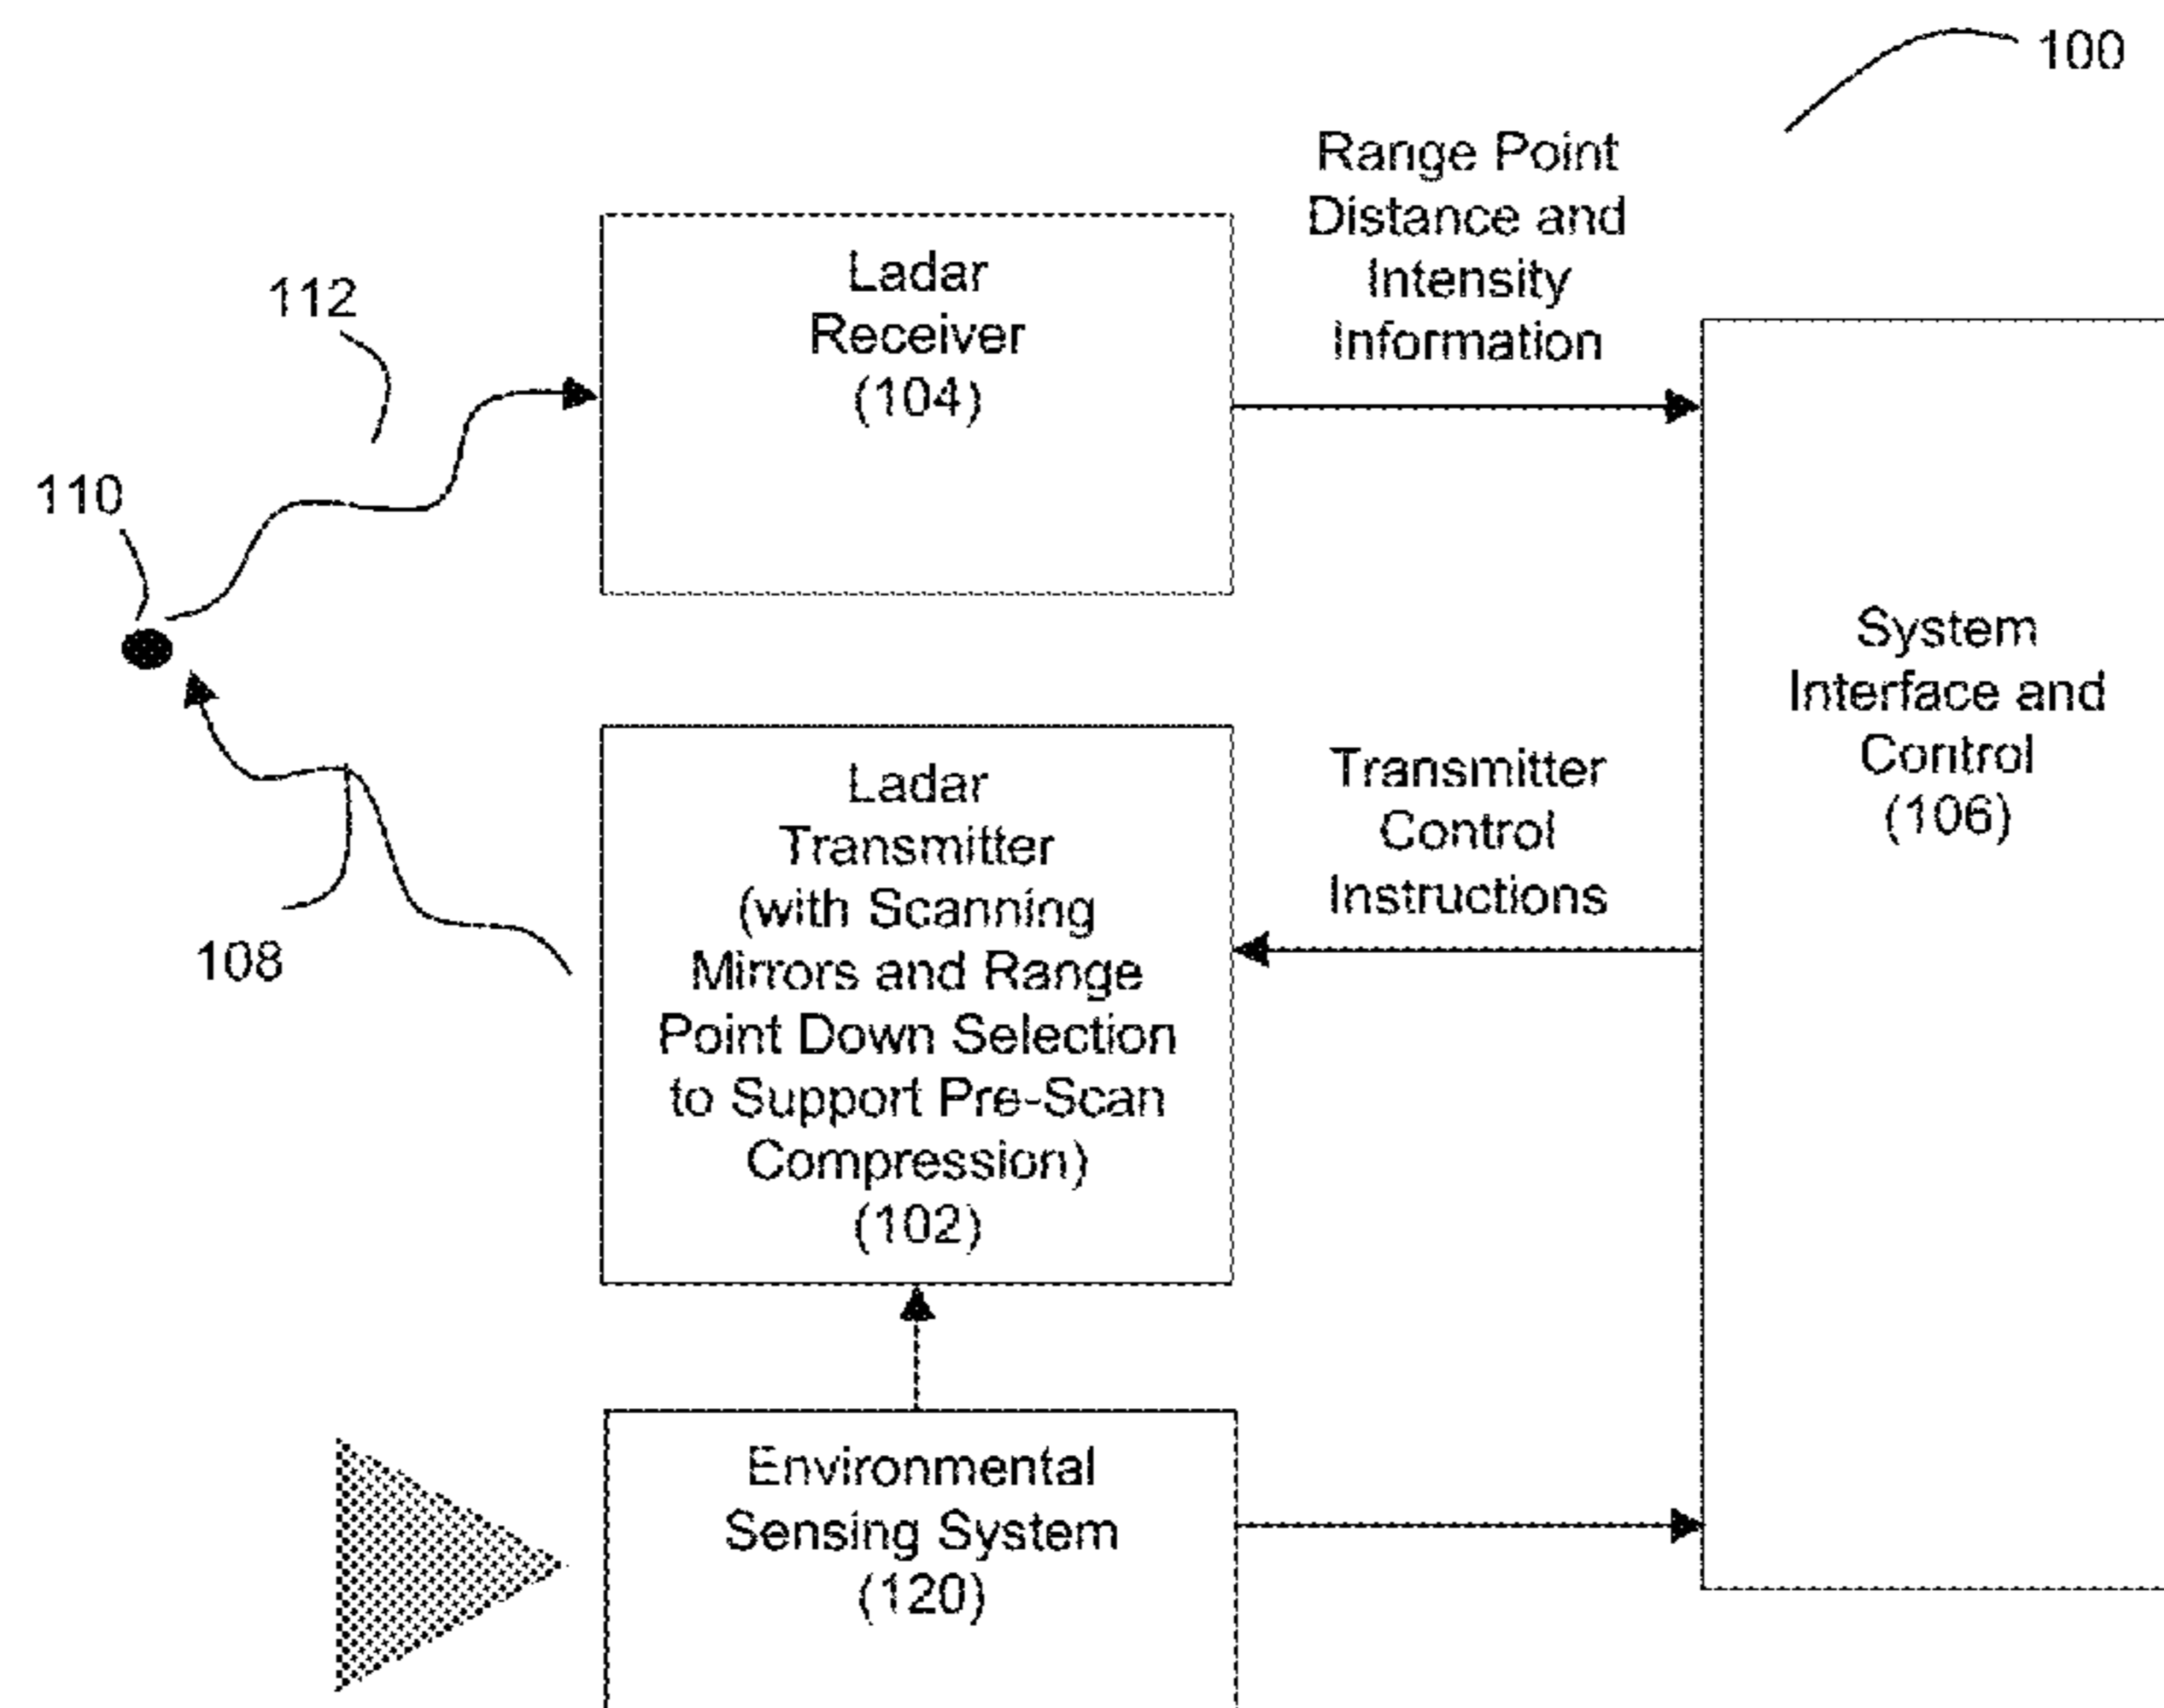 100
Range Point
Distance and
Intensity
Information
Ladar
Receiver
(104)
112
110
System
Interface and
Control
(106)
Transmitter
Control
Instructions
Ladar
Transmitter
(with Scanning
Mirrors and Range
Point Down Selection
to Support Pre-Scan
Compression)
(102)
108
Environmental
Sensing System
(120)